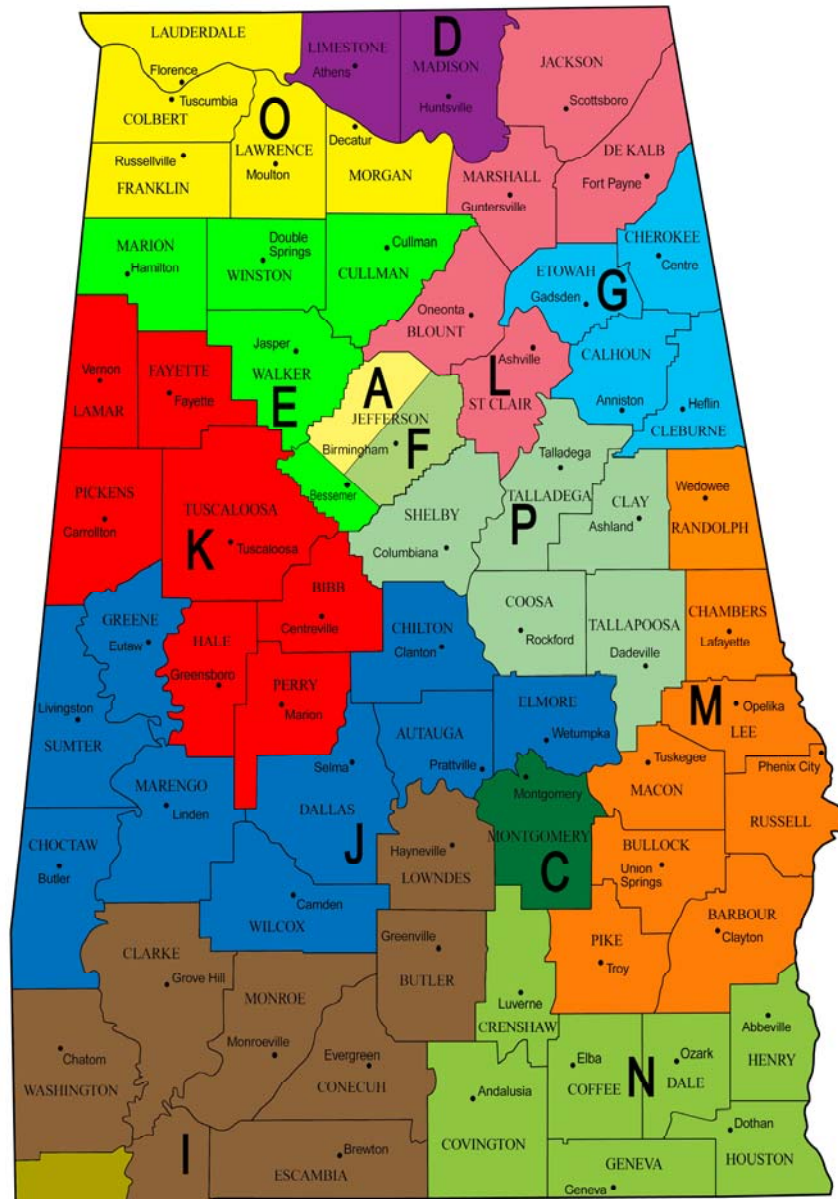 LAUDERDALE
Florence
Tuscumbia
COLBERT
LIMESTONE
Athens
D
MADISON
Huntsville
JACKSON
Scottsboro
O
LAWRENCE
Moulton
Decatur
MORGAN
Russellville
FRANKLIN
DE KALB
Fort Payne
MARSHALL
Guntersville
MARION
Hamilton
Double
Springs
WINSTON
Cullman
CULLMAN
CHEROKEE
Centre
ETOWAH
Gadsden
G
Oneonta
BLOUNT
Jasper
WALKER
E
Ashville
L
ST CLAIR
CALHOUN
Anniston
Heflin
CLEBURNE
Vernon
LAMAR
FAYETTE
Fayette
A
JEFFERSON
Birmingham
F
Bessemer
Talladega
TALLADEGA
P
CLAY
Ashland
Wedowee
RANDOLPH
PICKENS
Carrollton
TUSCALOOSA
K
Tuscaloosa
SHELBY
Columbiana
BIBB
Centreville
COOSA
Rockford
TALLAPOOSA
Dadeville
CHAMBERS
Lafayette
GREENE
Eutaw
HALE
Greensboro
CHILTON
Clanton
PERRY
Marion
ELMORE
Wetumpka
M
Opelika
LEE
Phenix City
Livingston
SUMTER
AUTAUGA
Prattville
Selma
DALLAS
J
Tuskegee
MACON
RUSSELL
MARENGO
Linden
Montgomery
MONTGOMERY
C
CHOCTAW
Butler
Hayneville
LOWNDES
BULLOCK
Union
Springs
Camden
WILCOX
BARBOUR
Clayton
PIKE
Troy
CLARKE
Grove Hill
Greenville
BUTLER
MONROE
Monroeville
Luverne
CRENSHAW
Abbeville
HENRY
Chatom
WASHINGTON
Evergreen
CONECUH
Elba
COFFEE
N
Ozark
DALE
Andalusia
COVINGTON
Dothan
HOUSTON
I
Brewton
ESCAMBIA
GENEVA
Geneva